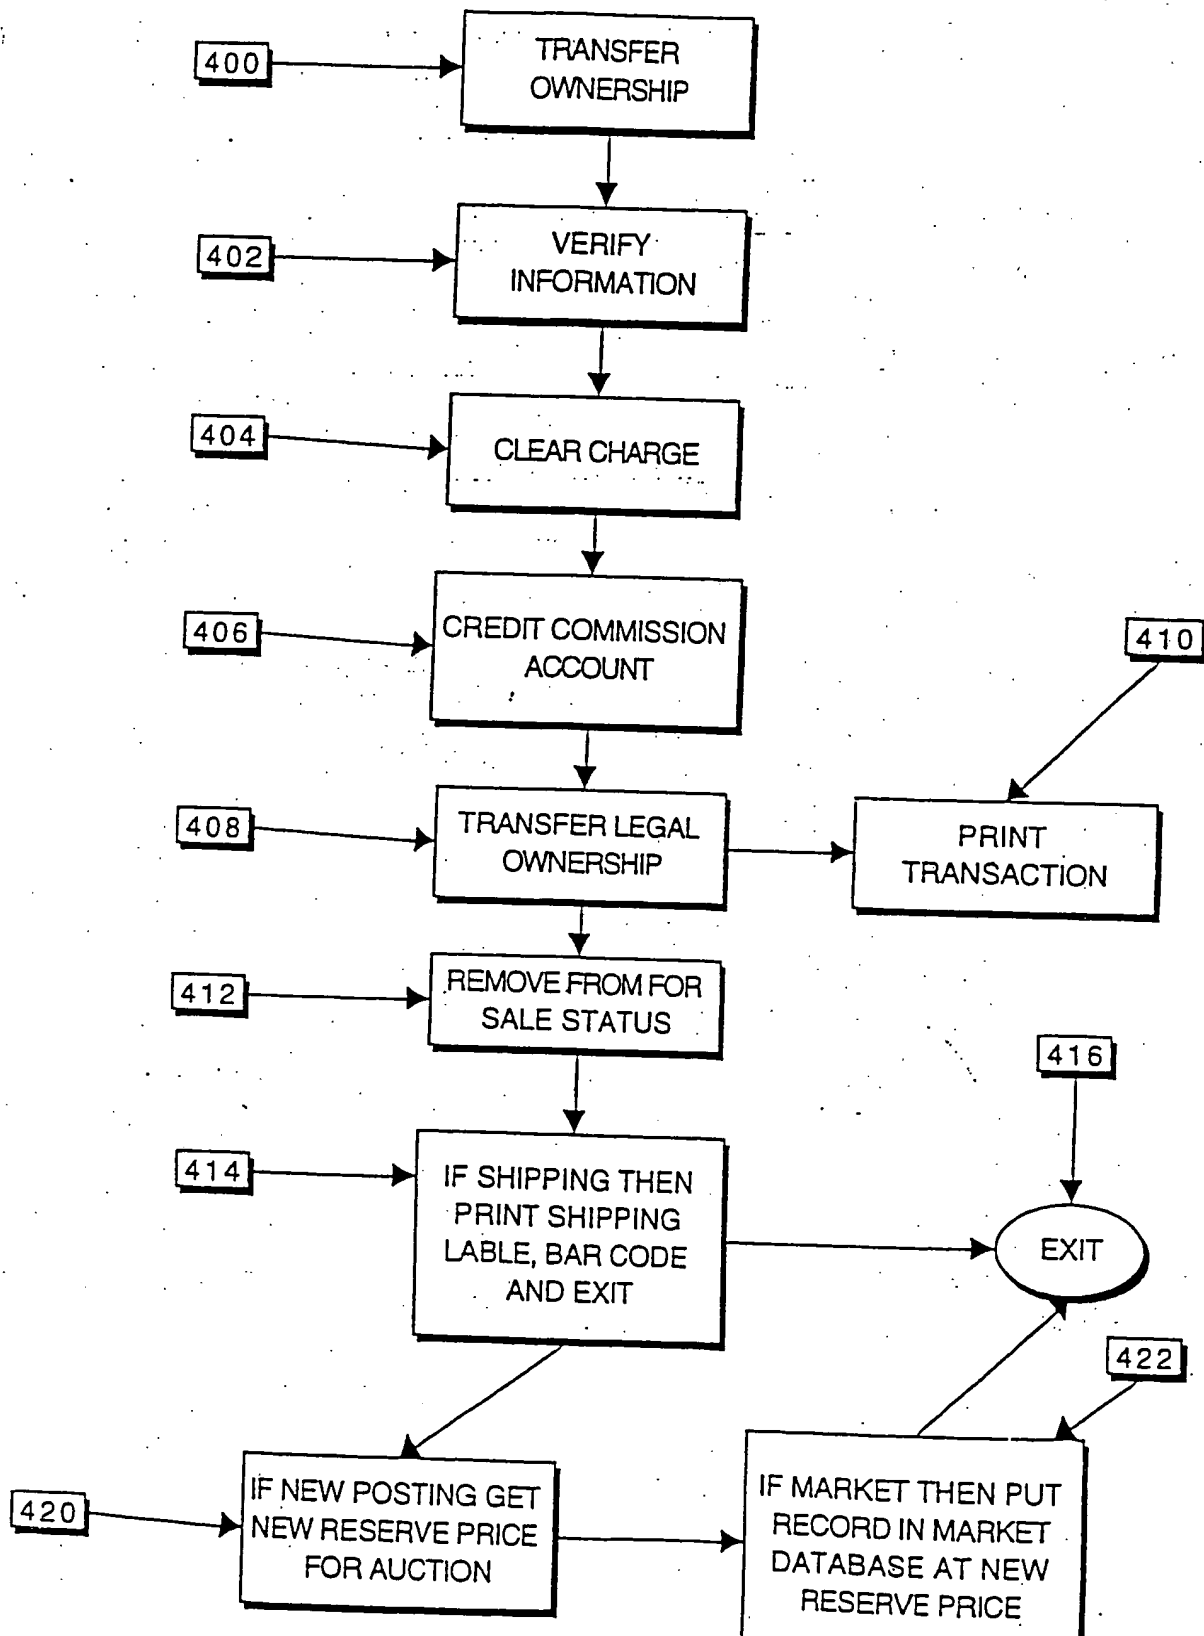 400
TRANSFER
OWNERSHIP
402
VERIFY
INFORMATION
404
CLEAR CHARGE
406
CREDIT COMMISSION
ACCOUNT
410
408
TRANSFER LEGAL
OWNERSHIP
PRINT
TRANSACTION
412
REMOVE FROM FOR
SALE STATUS
416
414
IF SHIPPING THEN
PRINT SHIPPING
LABLE, BAR CODE
AND EXIT
EXIT
422
420
IF NEW POSTING GET
NEW RESERVE PRICE
FOR AUCTION
IF MARKET THEN PUT
RECORD IN MARKET
DATABASE AT NEW
RESERVE PRICE